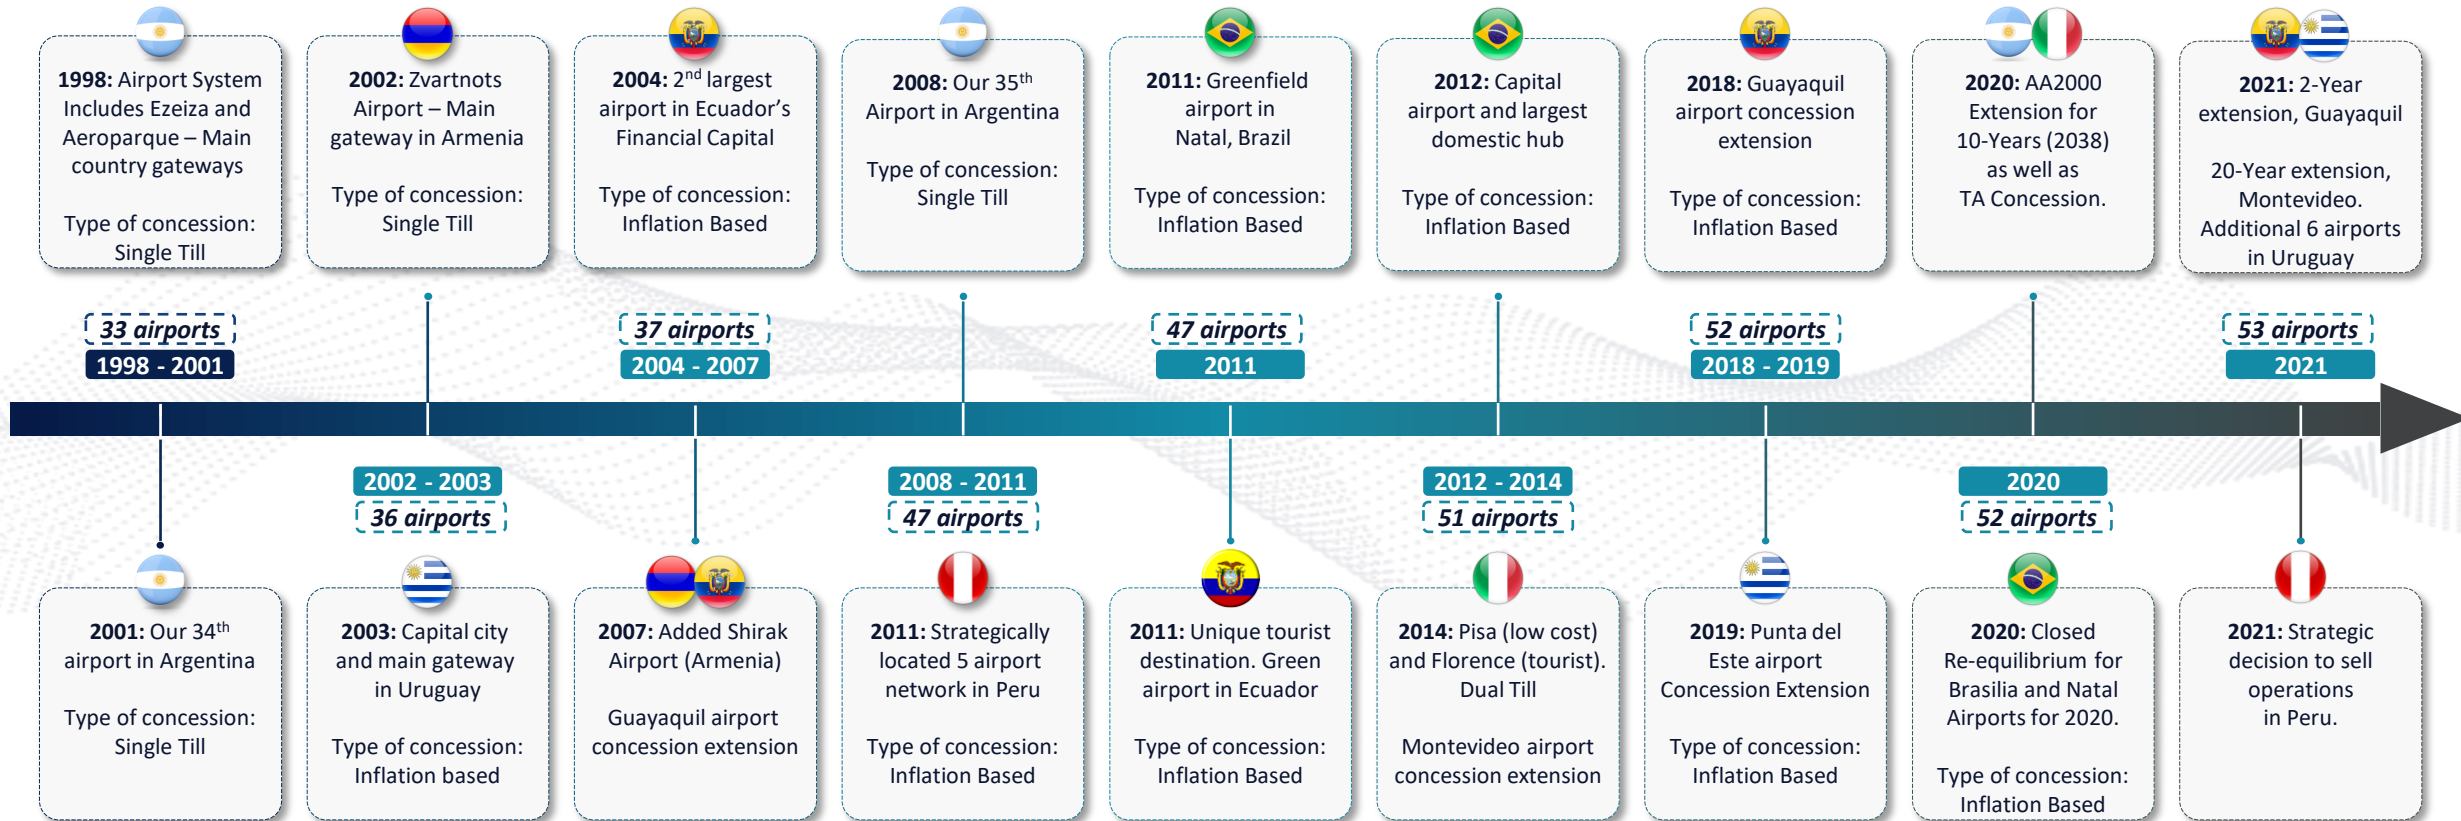 1998: Airport System
Includes Ezeiza and
Aeroparque – Main
country gateways
Type of concession:
Single Till
2002: Zvartnots
Airport – Main
gateway in Armenia
Type of concession:
Single Till
2004: 2nd largest
airport in Ecuador's
Financial Capital
Type of concession:
Inflation Based
2008: Our 35th
Airport in Argentina
Type of concession:
Single Till
2011: Greenfield
airport in
Natal, Brazil
Type of concession:
Inflation Based
2012: Capital
airport and largest
domestic hub
Type of concession:
Inflation Based
2018: Guayaquil
airport concession
extension
Type of concession:
Inflation Based
2020: AA2000
Extension for
10-Years (2038)
as well as
TA Concession.
2021: 2-Year
extension, Guayaquil
20-Year extension,
Montevideo.
Additional 6 airports
in Uruguay
33 airports
1998 - 2001
37 airports
2004 - 2007
47 airports
2011
52 airports
2018 - 2019
53 airports
2021
2002 - 2003
36 airports
2008 - 2011
47 airports
2012 - 2014
51 airports
2020
52 airports
2001: Our 34th
airport in Argentina
Type of concession:
Single Till
2003: Capital city
and main gateway
in Uruguay
Type of concession:
Inflation based
2007: Added Shirak
Airport (Armenia)
Guayaquil airport
concession extension
2011: Strategically
located 5 airport
network in Peru
Type of concession:
Inflation Based
2011: Unique tourist
destination. Green
airport in Ecuador
Type of concession:
Inflation Based
2014: Pisa (low cost)
and Florence (tourist).
Dual Till
Montevideo airport
concession extension
2019: Punta del
Este airport
Concession Extension
Type of concession:
Inflation Based
2020: Closed
Re-equilibrium for
Brasilia and Natal
Airports for 2020.
Type of concession:
Inflation Based
2021: Strategic
decision to sell
operations
in Peru.